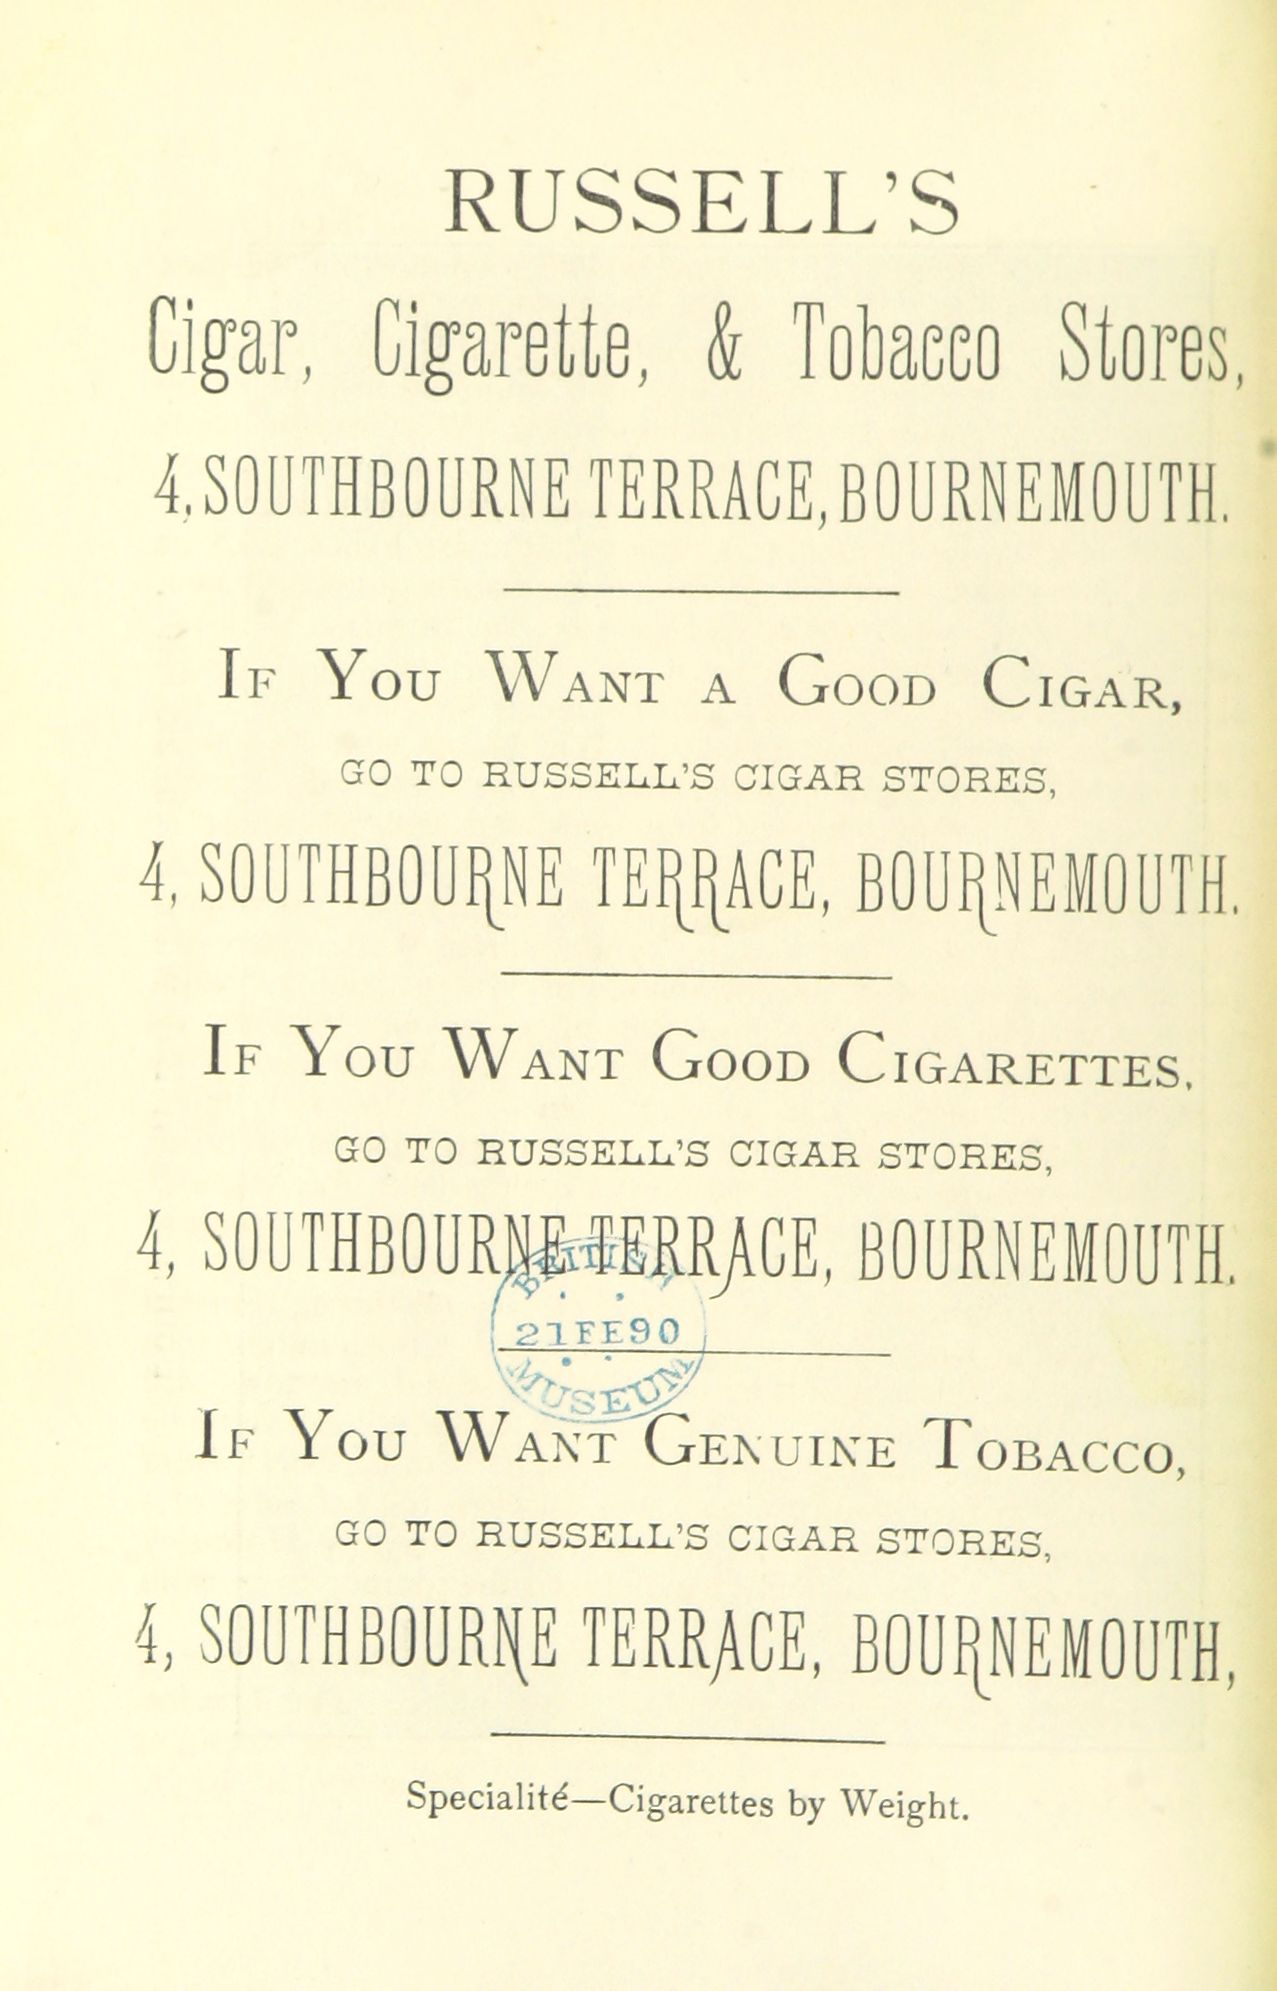 RUSSELL'S
Cigar, Cigarette, & Tobacco Stores,
4, SOUTHBOURNE TERRACE, BOURNEMOUTH.
IF YOU WANT A GOOD CIGAR,
GO TO RUSSELL'S CIGAR STORES,
4, SOUTHBOURNE TERRACE, BOURNEMOUTH.
IF YOU WANT GOOD CIGARETTES,
GO TO RUSSELL'S CIGAR STORES,
4, SOUTHBOURNE TERRACE, BOURNEMOUTH.
BRITISH
21FE90
MUSEUM
IF YOU WANT GENUINE TOBACCO,
GO TO RUSSELL'S CIGAR STORES,
4, SOUTHBOURNE TERRACE, BOURNEMOUTH,
Specialité—Cigarettes by Weight.